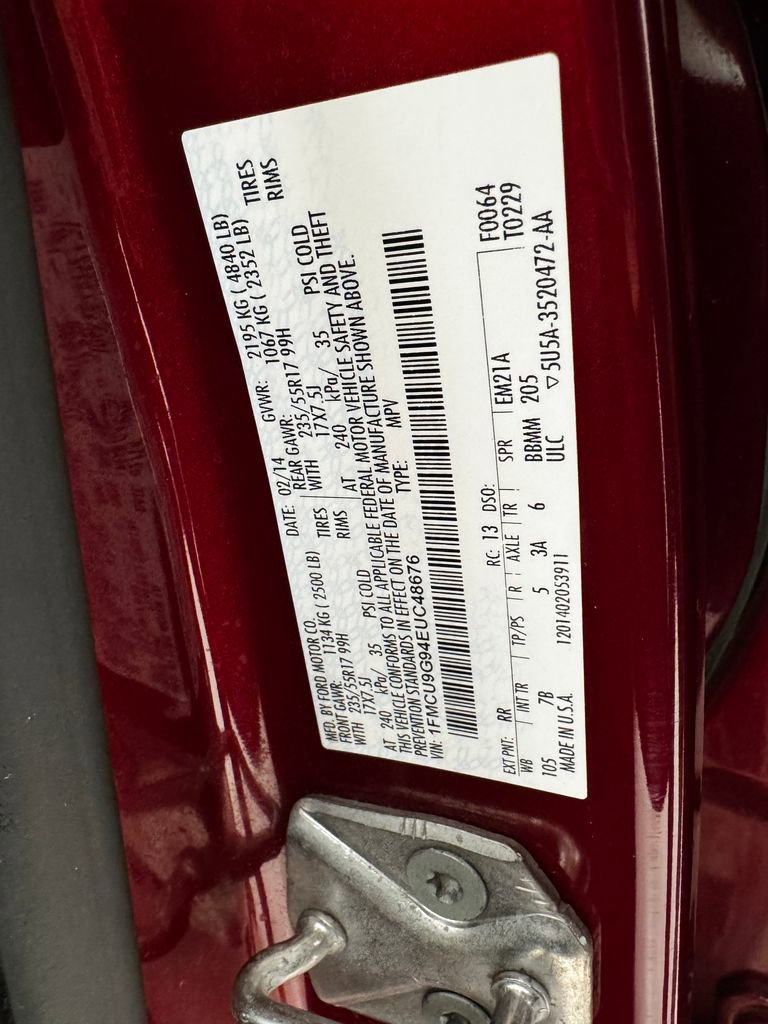 MFD. BY FORD MOTOR CO.
DATE: 02/14 GVWR: 2195 KG ( 4840 LB)
FRONT GAWR: 1134 KG ( 2500 LB) REAR GAWR: 1067 KG ( 2352 LB)
WITH 235/55R17 99H TIRES WITH 235/55R17 99H TIRES
17X7.5J RIMS 17X7.5J RIMS
AT 240 kPa/ 35 PSI COLD AT 240 kPa/ 35 PSI COLD
THIS VEHICLE CONFORMS TO ALL APPLICABLE FEDERAL MOTOR VEHICLE SAFETY AND THEFT
PREVENTION STANDARDS IN EFFECT ON THE DATE OF MANUFACTURE SHOWN ABOVE.
VIN: 1FMCU9G94EUC48676 TYPE: MPV
F0064
T0229
EXT PNT: RR RC: 13 DSO:
WB INT TR TP/PS R AXLE TR SPR EM21A
105 7B 5 3A 6 BBMM 205
MADE IN U.S.A. 1201402053911 ULC ▽5U5A-3520472-AA